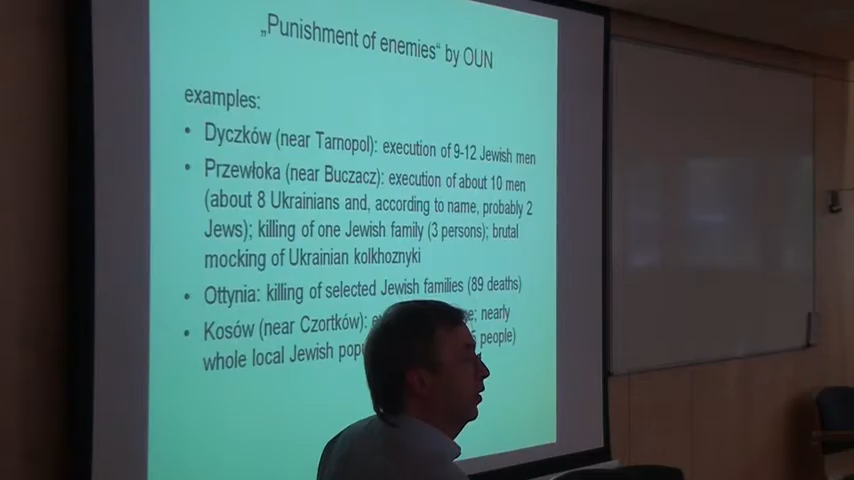 „Punishment of enemies“ by OUN
examples:
• Dyczków (near Tarnopol): execution of 9-12 Jewish men
• Przewłoka (near Buczacz): execution of about 10 men
(about 8 Ukrainians and, according to name, probably 2
Jews); killing of one Jewish family (3 persons); brutal
mocking of Ukrainian kolkhoznyki
• Ottynia: killing of selected Jewish families (89 deaths)
• Kosów (near Czortków): nearly
whole local Jewish people)